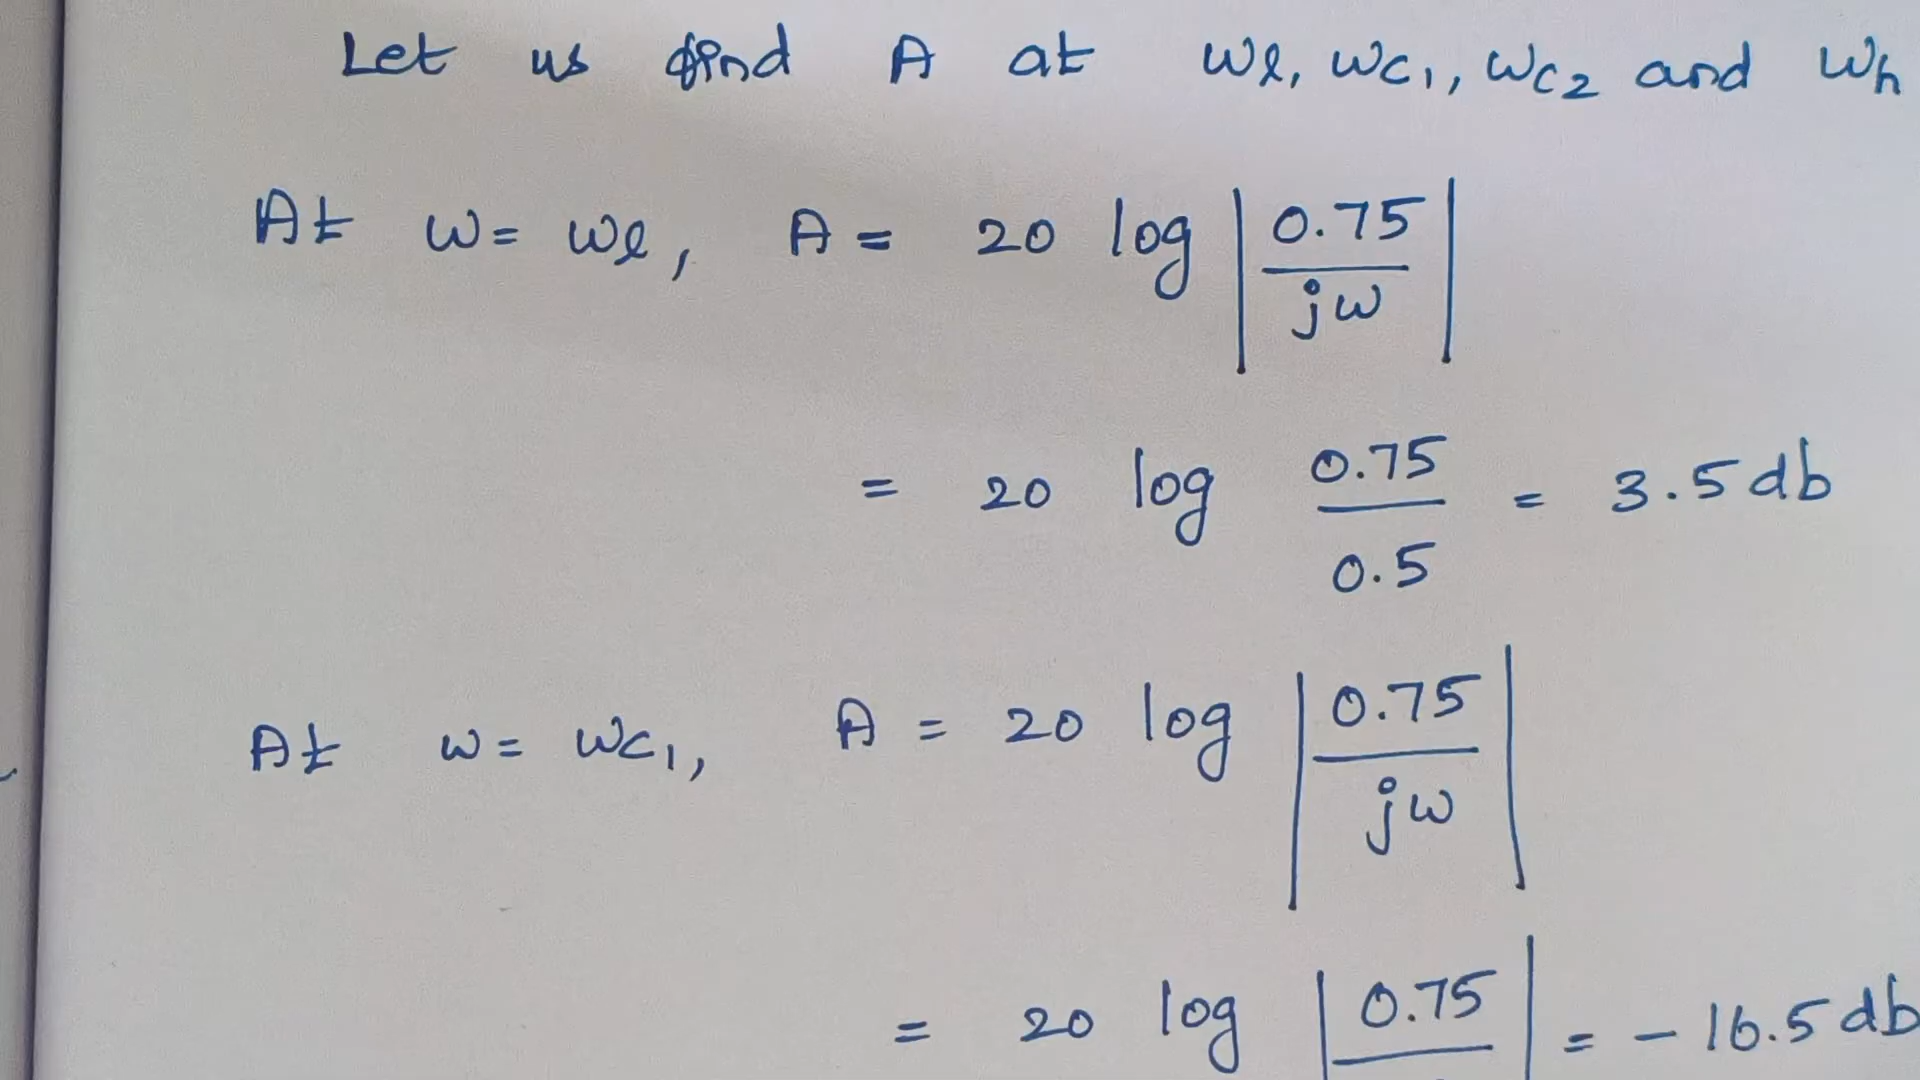 Let us find A at ωl, ωc1, ωc2 and ωh
At ω = ωl, A = 20 log |0.75 / jω|
= 20 log 0.75 / 0.5 = 3.5 db
At ω = ωc1, A = 20 log |0.75 / jω|
= 20 log |0.75 = - 16.5 db